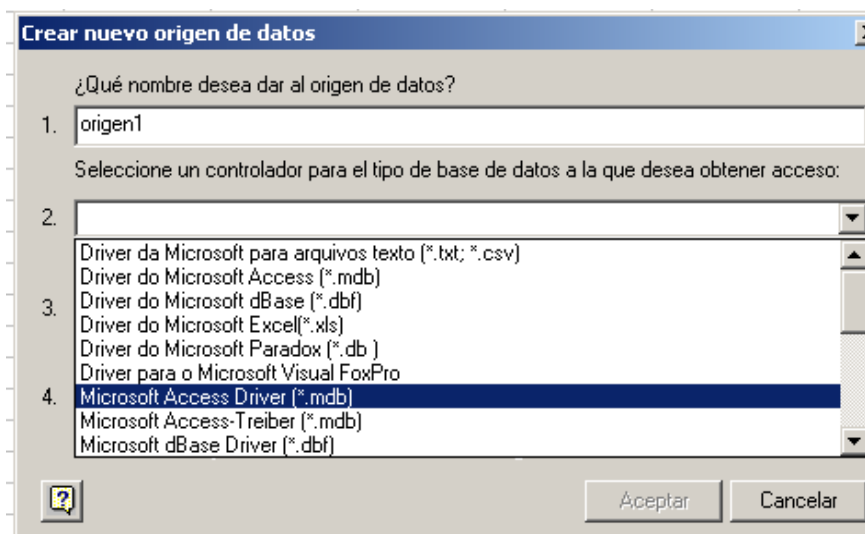 Crear nuevo origen de datos
¿Qué nombre desea dar al origen de datos?
1. origen1
Seleccione un controlador para el tipo de base de datos a la que desea obtener acceso:
2.
Driver da Microsoft para arquivos texto (*.txt; *.csv)
Driver do Microsoft Access (*.mdb)
Driver do Microsoft dBase (*.dbf)
3. Driver do Microsoft Excel(*.xls)
Driver do Microsoft Paradox (*.db )
Driver para o Microsoft Visual FoxPro
4. Microsoft Access Driver (*.mdb)
Microsoft Access-Treiber (*.mdb)
Microsoft dBase Driver (*.dbf)
? Aceptar Cancelar